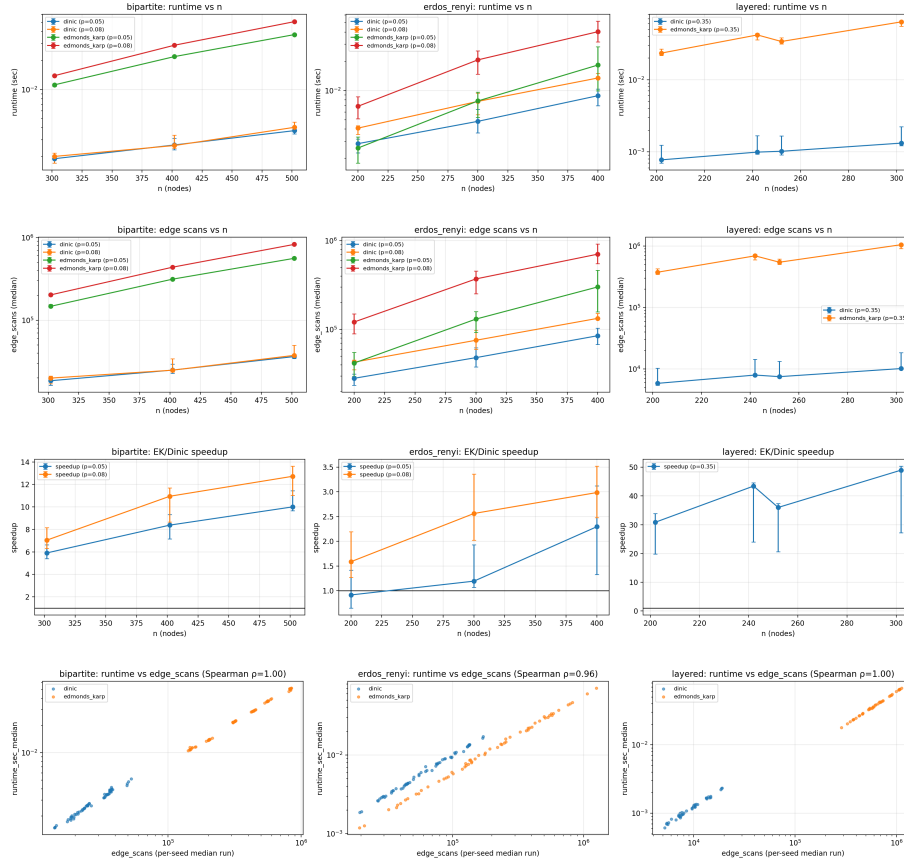 bipartite: runtime vs n
dinic (p=0.05)
dinic (p=0.08)
edmonds_karp (p=0.05)
edmonds_karp (p=0.08)
runtime (sec)
10⁻²
300 325 350 375 400 425 450 475 500
n (nodes)
erdos_renyi: runtime vs n
dinic (p=0.05)
dinic (p=0.08)
edmonds_karp (p=0.05)
edmonds_karp (p=0.08)
runtime (sec)
10⁻²
200 225 250 275 300 325 350 375 400
n (nodes)
layered: runtime vs n
dinic (p=0.35)
edmonds_karp (p=0.35)
runtime (sec)
10⁻²
10⁻³
200 220 240 260 280 300
n (nodes)
bipartite: edge scans vs n
dinic (p=0.05)
dinic (p=0.08)
edmonds_karp (p=0.05)
edmonds_karp (p=0.08)
edge_scans (median)
10⁶
10⁵
300 325 350 375 400 425 450 475 500
n (nodes)
erdos_renyi: edge scans vs n
dinic (p=0.05)
dinic (p=0.08)
edmonds_karp (p=0.05)
edmonds_karp (p=0.08)
edge_scans (median)
10⁶
10⁵
200 225 250 275 300 325 350 375 400
n (nodes)
layered: edge scans vs n
dinic (p=0.35)
edmonds_karp (p=0.35
edge_scans (median)
10⁶
10⁵
10⁴
200 220 240 260 280 300
n (nodes)
bipartite: EK/Dinic speedup
speedup (p=0.05)
speedup (p=0.08)
speedup
14
12
10
8
6
4
2
300 325 350 375 400 425 450 475 500
n (nodes)
erdos_renyi: EK/Dinic speedup
speedup (p=0.05)
speedup (p=0.08)
speedup
3.5
3.0
2.5
2.0
1.5
1.0
200 225 250 275 300 325 350 375 400
n (nodes)
layered: EK/Dinic speedup
speedup (p=0.35)
speedup
50
40
30
20
10
0
200 220 240 260 280 300
n (nodes)
bipartite: runtime vs edge_scans (Spearman ρ=1.00)
dinic
edmonds_karp
runtime_sec_median
10⁻²
10⁵ 10⁶
edge_scans (per-seed median run)
erdos_renyi: runtime vs edge_scans (Spearman ρ=0.96)
dinic
edmonds_karp
runtime_sec_median
10⁻²
10⁻³
10⁵ 10⁶
edge_scans (per-seed median run)
layered: runtime vs edge_scans (Spearman ρ=1.00)
dinic
edmonds_karp
runtime_sec_median
10⁻²
10⁻³
10⁴ 10⁵ 10⁶
edge_scans (per-seed median run)